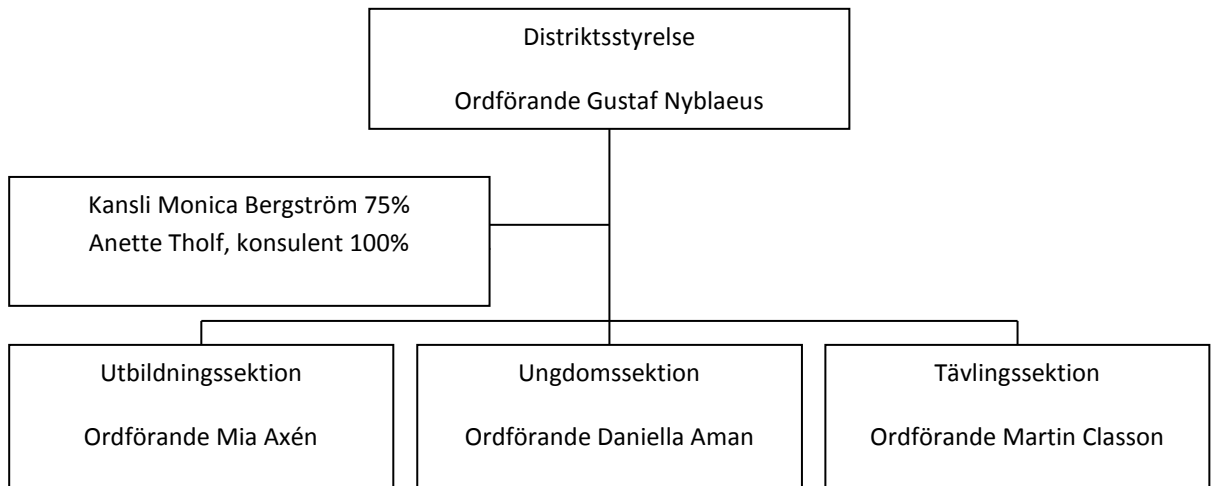 Distriktsstyrelse
Ordförande Gustaf Nyblaeus
Kansli Monica Bergström 75%
Anette Tholf, konsulent 100%
Utbildningssektion
Ordförande Mia Axén
Ungdomssektion
Ordförande Daniella Aman
Tävlingssektion
Ordförande Martin Classon